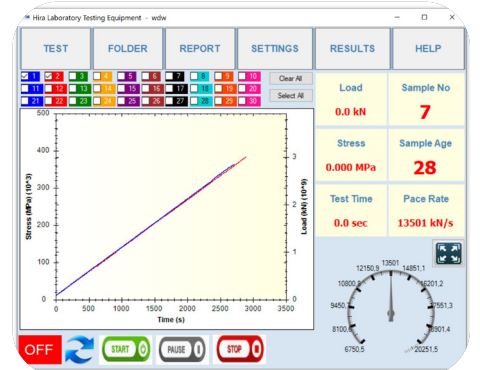 Hira Laboratory Testing Equipment - wdw
TEST FOLDER REPORT SETTINGS RESULTS HELP
1 2 3 4 5 6 7 8 9 10 Clear All
11 12 13 14 15 16 17 18 19 20 Select All
21 22 23 24 25 26 27 28 29 30
Load
0.0 kN
Sample No
7
Stress
0.000 MPa
Sample Age
28
Test Time
0.0 sec
Pace Rate
13501 kN/s
Stress (MPa) (10^3)
500
400
300
200
100
0
Load (kN) (10^9)
3
2
1
0
0 500 1000 1500 2000 2500 3000 3500
Time (s)
6750,5
8100,6
9450,7
10800,8
12150,9
13501
14851,1
16201,2
17551,3
18901,4
20251,5
OFF START PAUSE STOP